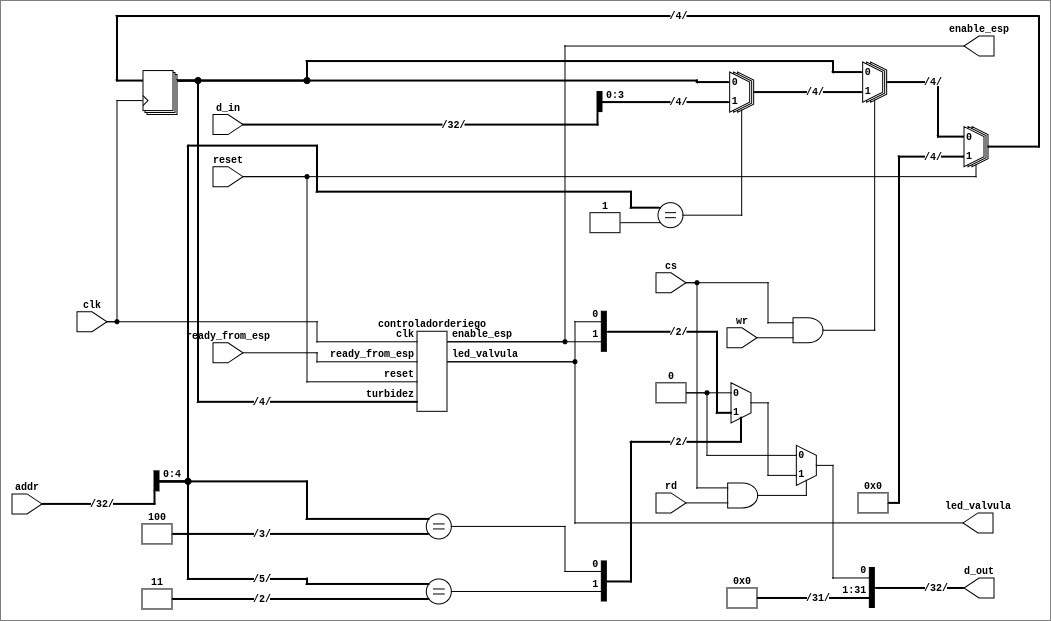 /4/
enable_esp
0
0
/4/
1
d_in
0:3
/4/
1
/4/
/32/
0
reset
/4/
1
1
cs
clk
wr
controladorderiego
0
ready_from_esp
clk
enable_esp
/2/
1
ready_from_esp
led_valvula
reset
0
0
turbidez
/4/
1
/2/
0
0:4
1
addr
rd
/32/
0x0
led_valvula
100
/3/
0
0
d_out
/5/
1
1:31
/32/
11
/2/
0x0
/31/